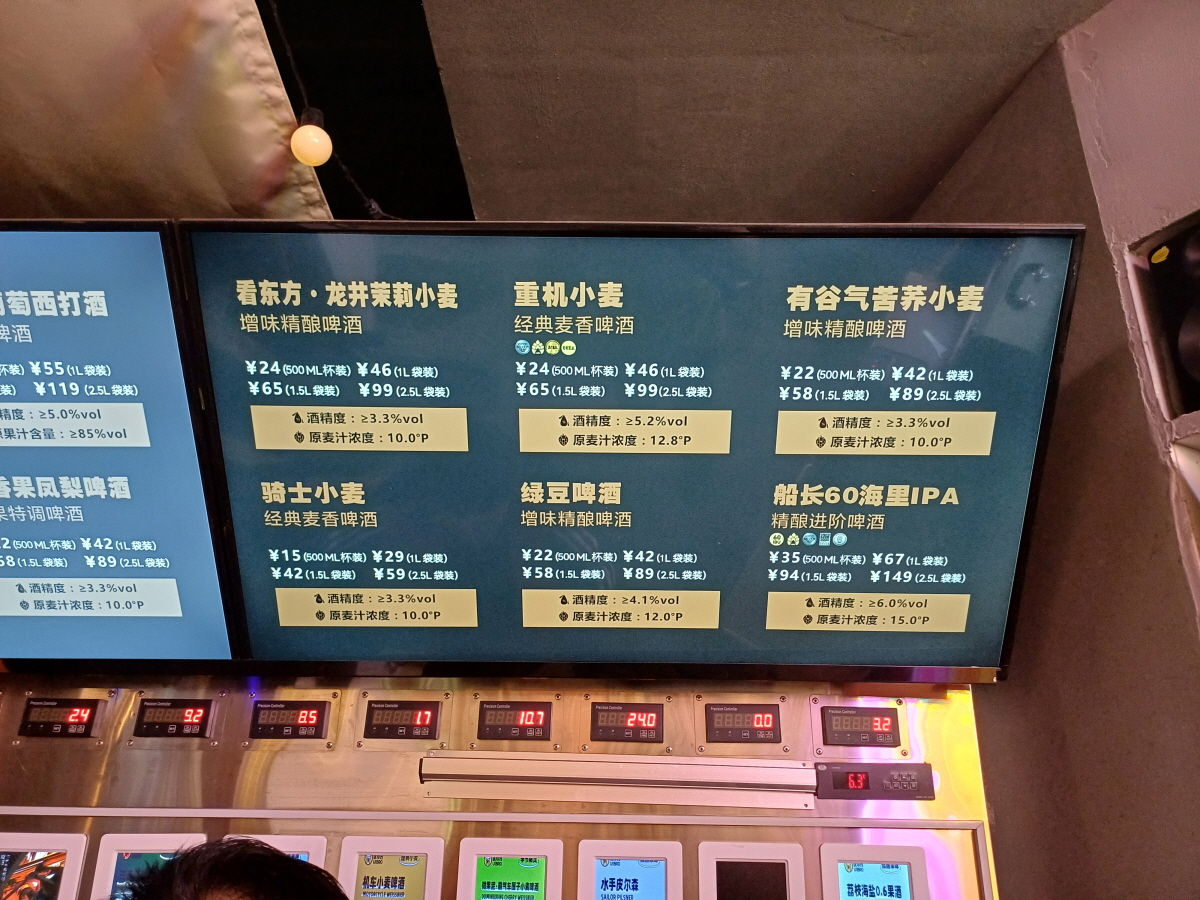 萄西打酒
啤酒
杯装) ¥55(1L袋装)
装) ¥119 (2.5L袋装)
精度：≥5.0%vol
原果汁含量：≥85%vol
香果凤梨啤酒
果特调啤酒
2(500ML杯装) ¥42(1L袋装)
58(1.5L袋装) ¥89(2.5L袋装)
酒精度：≥3.3%vol
原麦汁浓度：10.0°P
看东方·龙井茉莉小麦
增味精酿啤酒
¥24(500ML杯装) ¥46(1L袋装)
¥65(1.5L袋装) ¥99(2.5L袋装)
酒精度：≥3.3%vol
原麦汁浓度：10.0°P
重机小麦
经典麦香啤酒
¥24(500ML杯装) ¥46(1L袋装)
¥65(1.5L袋装) ¥99(2.5L袋装)
酒精度：≥5.2%vol
原麦汁浓度：12.8°P
有谷气苦荞小麦
增味精酿啤酒
¥22(500ML杯装) ¥42(1L袋装)
¥58(1.5L袋装) ¥89(2.5L袋装)
酒精度：≥3.3%vol
原麦汁浓度：10.0°P
骑士小麦
经典麦香啤酒
¥15(500ML杯装) ¥29(1L袋装)
¥42(1.5L袋装) ¥59(2.5L袋装)
酒精度：≥3.3%vol
原麦汁浓度：10.0°P
绿豆啤酒
增味精酿啤酒
¥22(500ML杯装) ¥42(1L袋装)
¥58(1.5L袋装) ¥89(2.5L袋装)
酒精度：≥4.1%vol
原麦汁浓度：12.0°P
船长60海里IPA
精酿进阶啤酒
¥35(500ML杯装) ¥67(1L袋装)
¥94(1.5L袋装) ¥149(2.5L袋装)
酒精度：≥6.0%vol
原麦汁浓度：15.0°P
24
9.2
8.5
1.7
10.7
24.0
0.0
3.2
6.3
机车小麦啤酒
水手皮尔森
SAILOR PILSNER
荔枝海盐0.6果酒